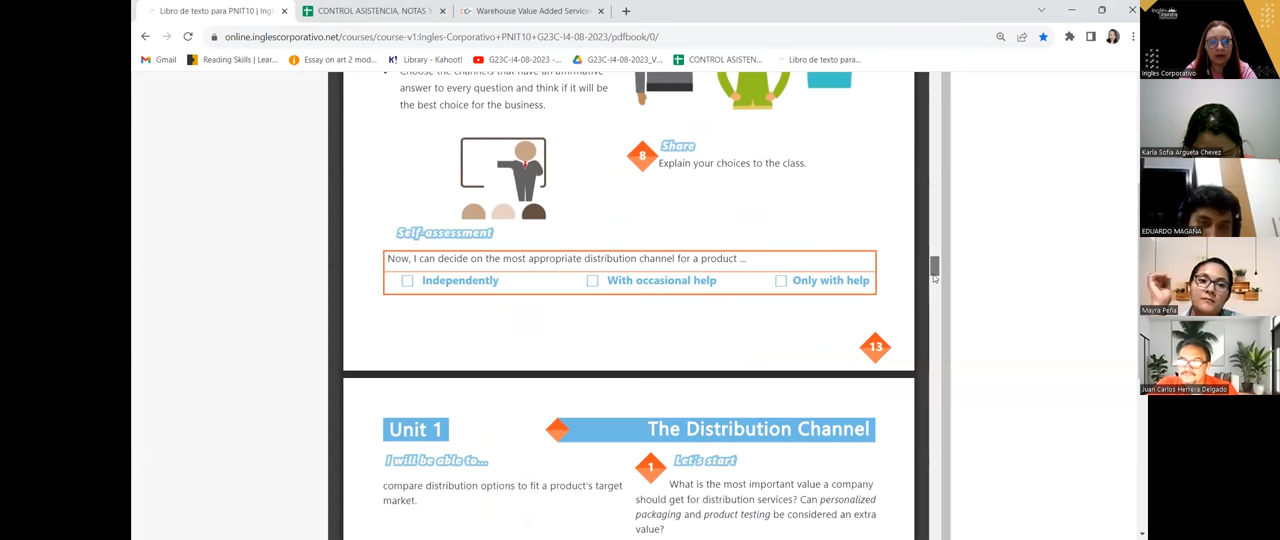 Libro de texto para PNIT10 | Ingl
CONTROL ASISTENCIA, NOTAS Y
Warehouse Value Added Services
online.inglescorporativo.net/courses/course-v1:Ingles-Corporativo+PNIT10+G23C-I4-08-2023/pdfbook/0/
Gmail
Reading Skills | Lear...
Essay on art 2 mod...
Library - Kahoot!
G23C-I4-08-2023 -...
G23C-I4-08-2023_V...
CONTROL ASISTEN...
Libro de texto para...
Choose the channels that have an affirmative
answer to every question and think if it will be
the best choice for the business.
8
Share
Explain your choices to the class.
Self-assessment
Now, I can decide on the most appropriate distribution channel for a product ...
Independently
With occasional help
Only with help
13
Unit 1
The Distribution Channel
I will be able to...
compare distribution options to fit a product's target
market.
1
Let's start
What is the most important value a company
should get for distribution services? Can personalized
packaging and product testing be considered an extra
value?
Ingles Corporativo
Karla Sofia Argueta Chevez
EDUARDO MAGAÑA
Mayra Peña
Juan Carlos Herrera Delgado